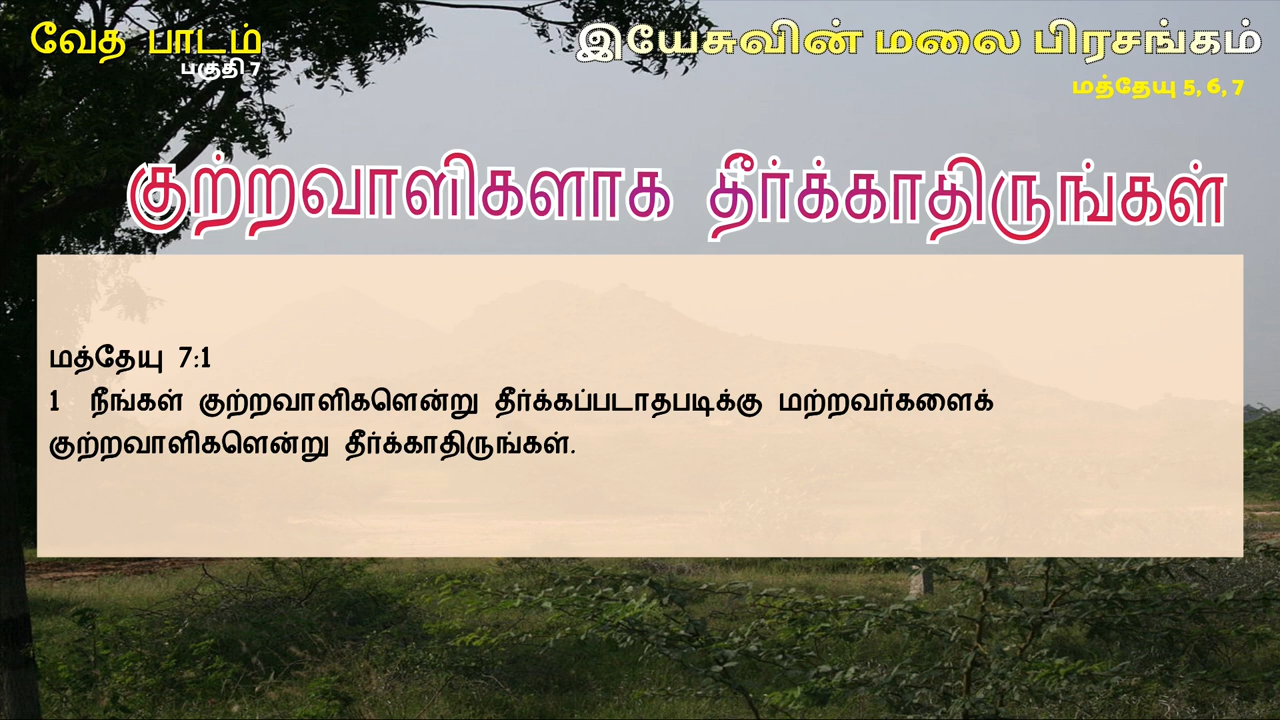 வேத பாடம்
பகுதி 7
இயேசுவின் மலை பிரசங்கம்
மத்தேயு 5, 6, 7
குற்றவாளிகளாக தீர்க்காதிருங்கள்
மத்தேயு 7:1
1 நீங்கள் குற்றவாளிகளென்று தீர்க்கப்படாதபடிக்கு மற்றவர்களைக்
குற்றவாளிகளென்று தீர்க்காதிருங்கள்.